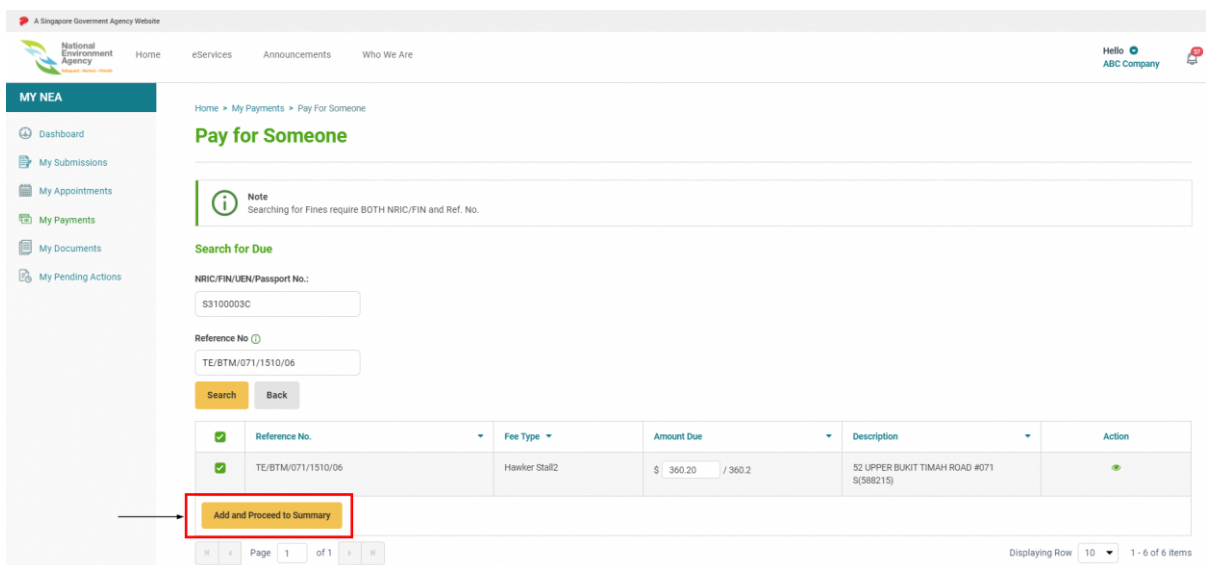 A Singapore Goverment Agency Website
National
Environment
Agency
Safeguard • Nurture • Cherish
Home
eServices
Announcements
Who We Are
Hello
ABC Company
MY NEA
Dashboard
My Submissions
My Appointments
My Payments
My Documents
My Pending Actions
Home > My Payments > Pay For Someone
Pay for Someone
Note
Searching for Fines require BOTH NRIC/FIN and Ref. No.
Search for Due
NRIC/FIN/UEN/Passport No.:
S3100003C
Reference No
TE/BTM/071/1510/06
Search Back
Reference No. Fee Type Amount Due Description Action
TE/BTM/071/1510/06 Hawker Stall2 $ 360.20 / 360.2 52 UPPER BUKIT TIMAH ROAD #071
S(588215)
Add and Proceed to Summary
Page 1 of 1
Displaying Row 10 1 - 6 of 6 items